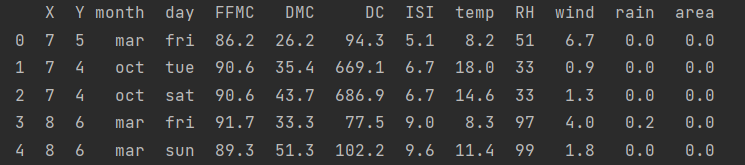 X Y month day FFMC DMC DC ISI temp RH wind rain area
0 7 5 mar fri 86.2 26.2 94.3 5.1 8.2 51 6.7 0.0 0.0
1 7 4 oct tue 90.6 35.4 669.1 6.7 18.0 33 0.9 0.0 0.0
2 7 4 oct sat 90.6 43.7 686.9 6.7 14.6 33 1.3 0.0 0.0
3 8 6 mar fri 91.7 33.3 77.5 9.0 8.3 97 4.0 0.2 0.0
4 8 6 mar sun 89.3 51.3 102.2 9.6 11.4 99 1.8 0.0 0.0